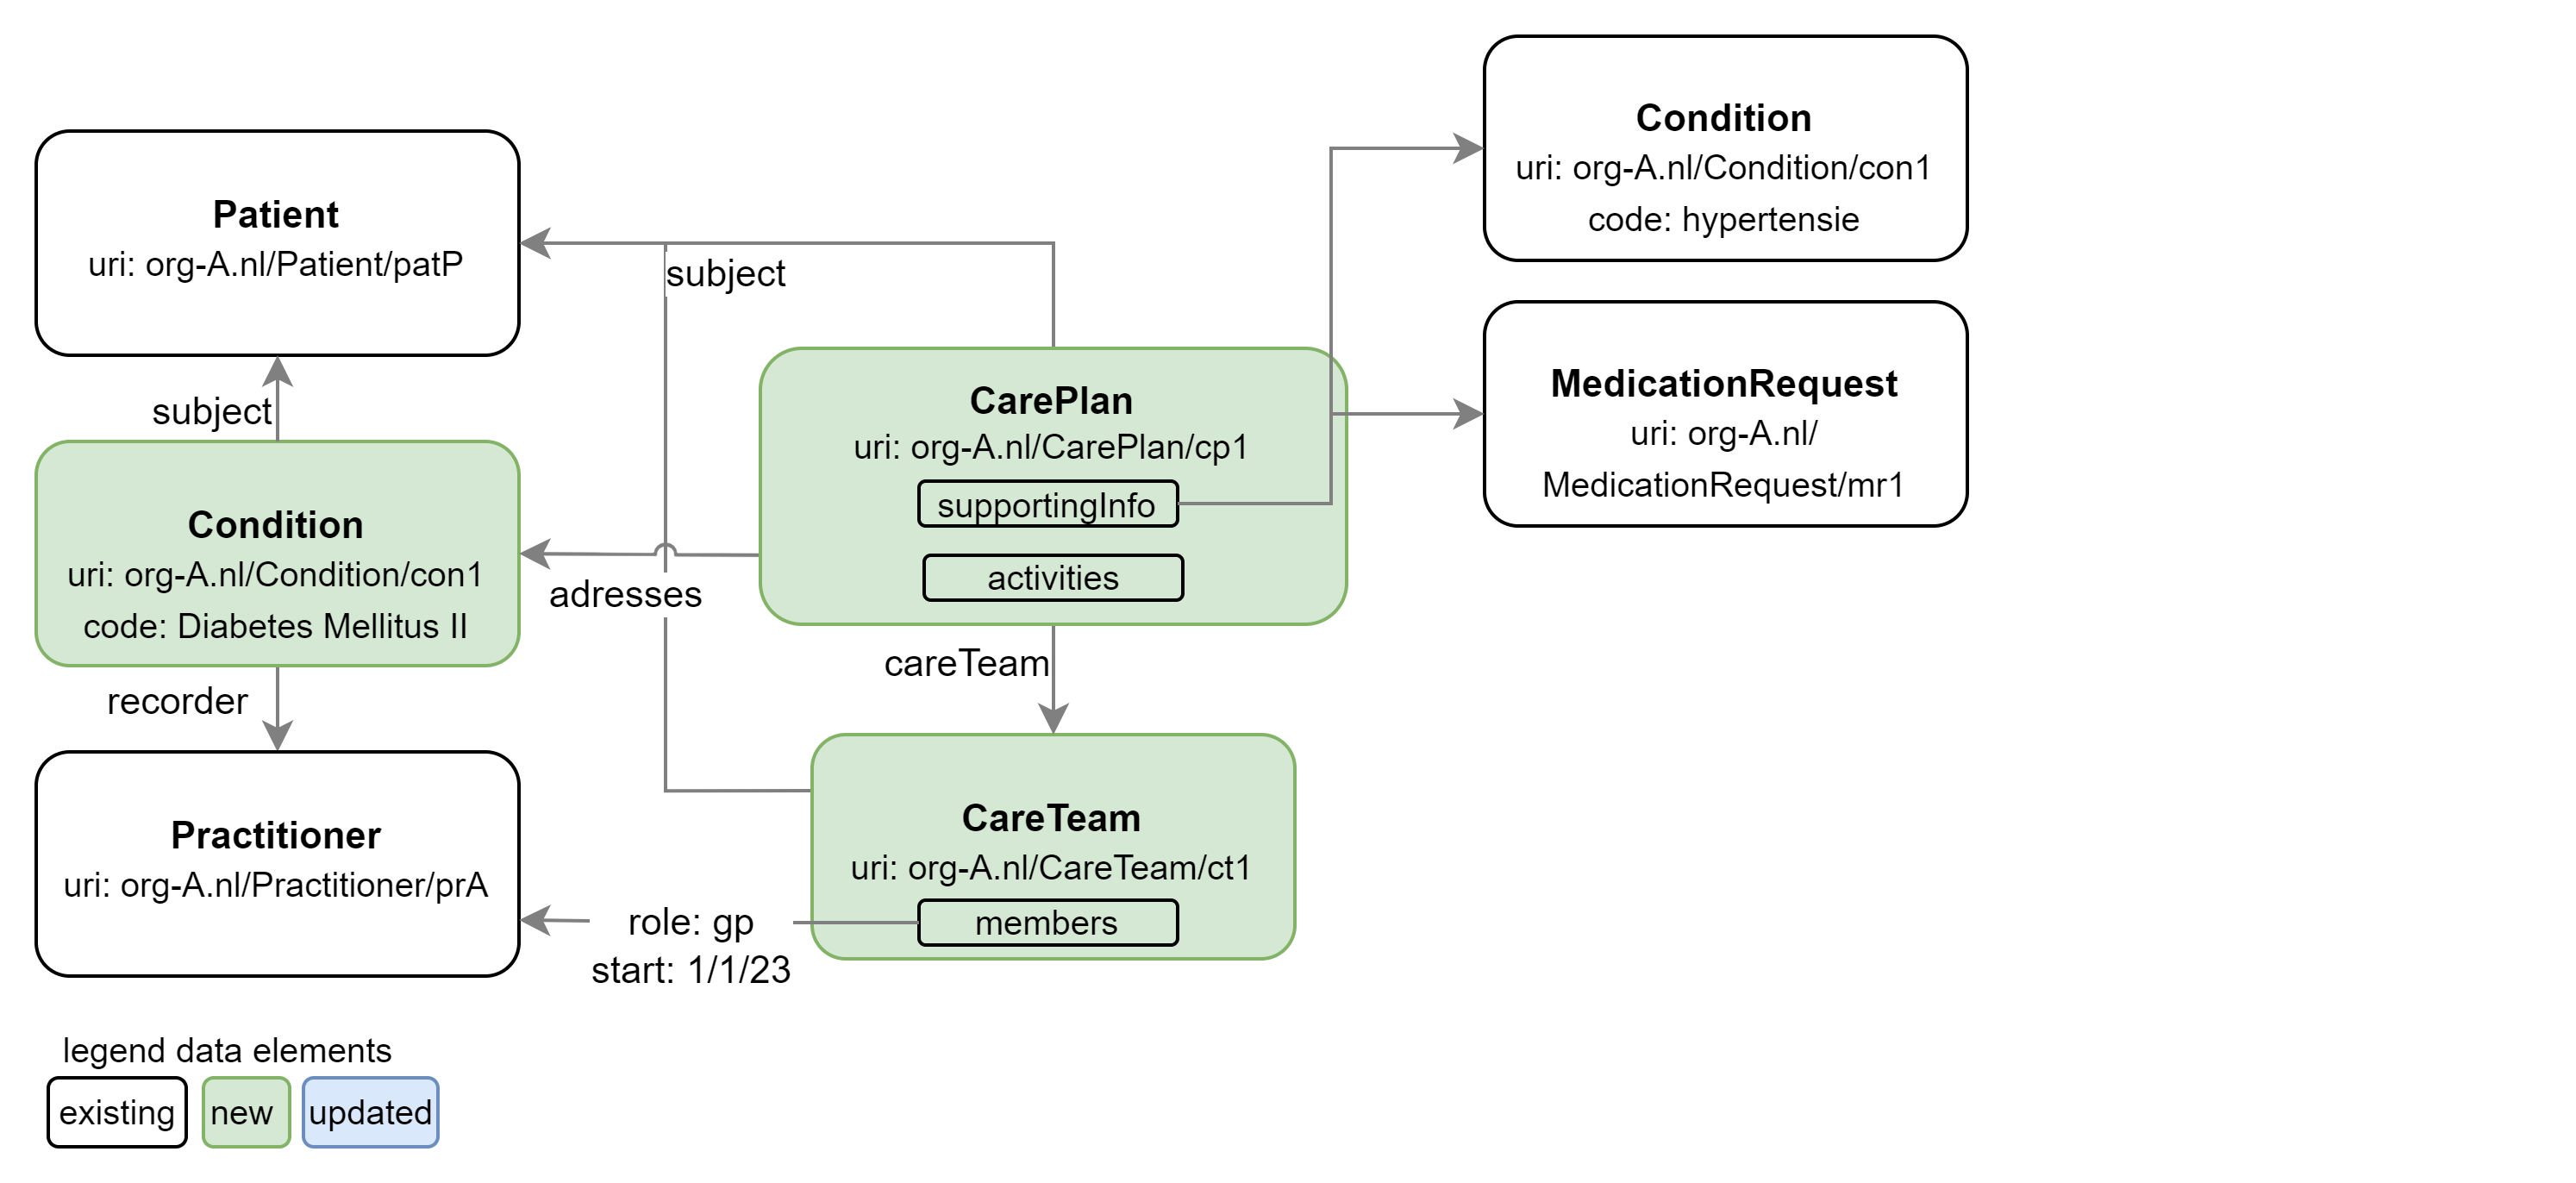 Patient
uri: org-A.nl/Patient/patP
subject
Condition
uri: org-A.nl/Condition/con1
code: Diabetes Mellitus II
recorder
Practitioner
uri: org-A.nl/Practitioner/prA
subject
adresses
CarePlan
uri: org-A.nl/CarePlan/cp1
supportingInfo
activities
careTeam
CareTeam
uri: org-A.nl/CareTeam/ct1
members
role: gp
start: 1/1/23
Condition
uri: org-A.nl/Condition/con1
code: hypertensie
MedicationRequest
uri: org-A.nl/
MedicationRequest/mr1
legend data elements
existing
new
updated